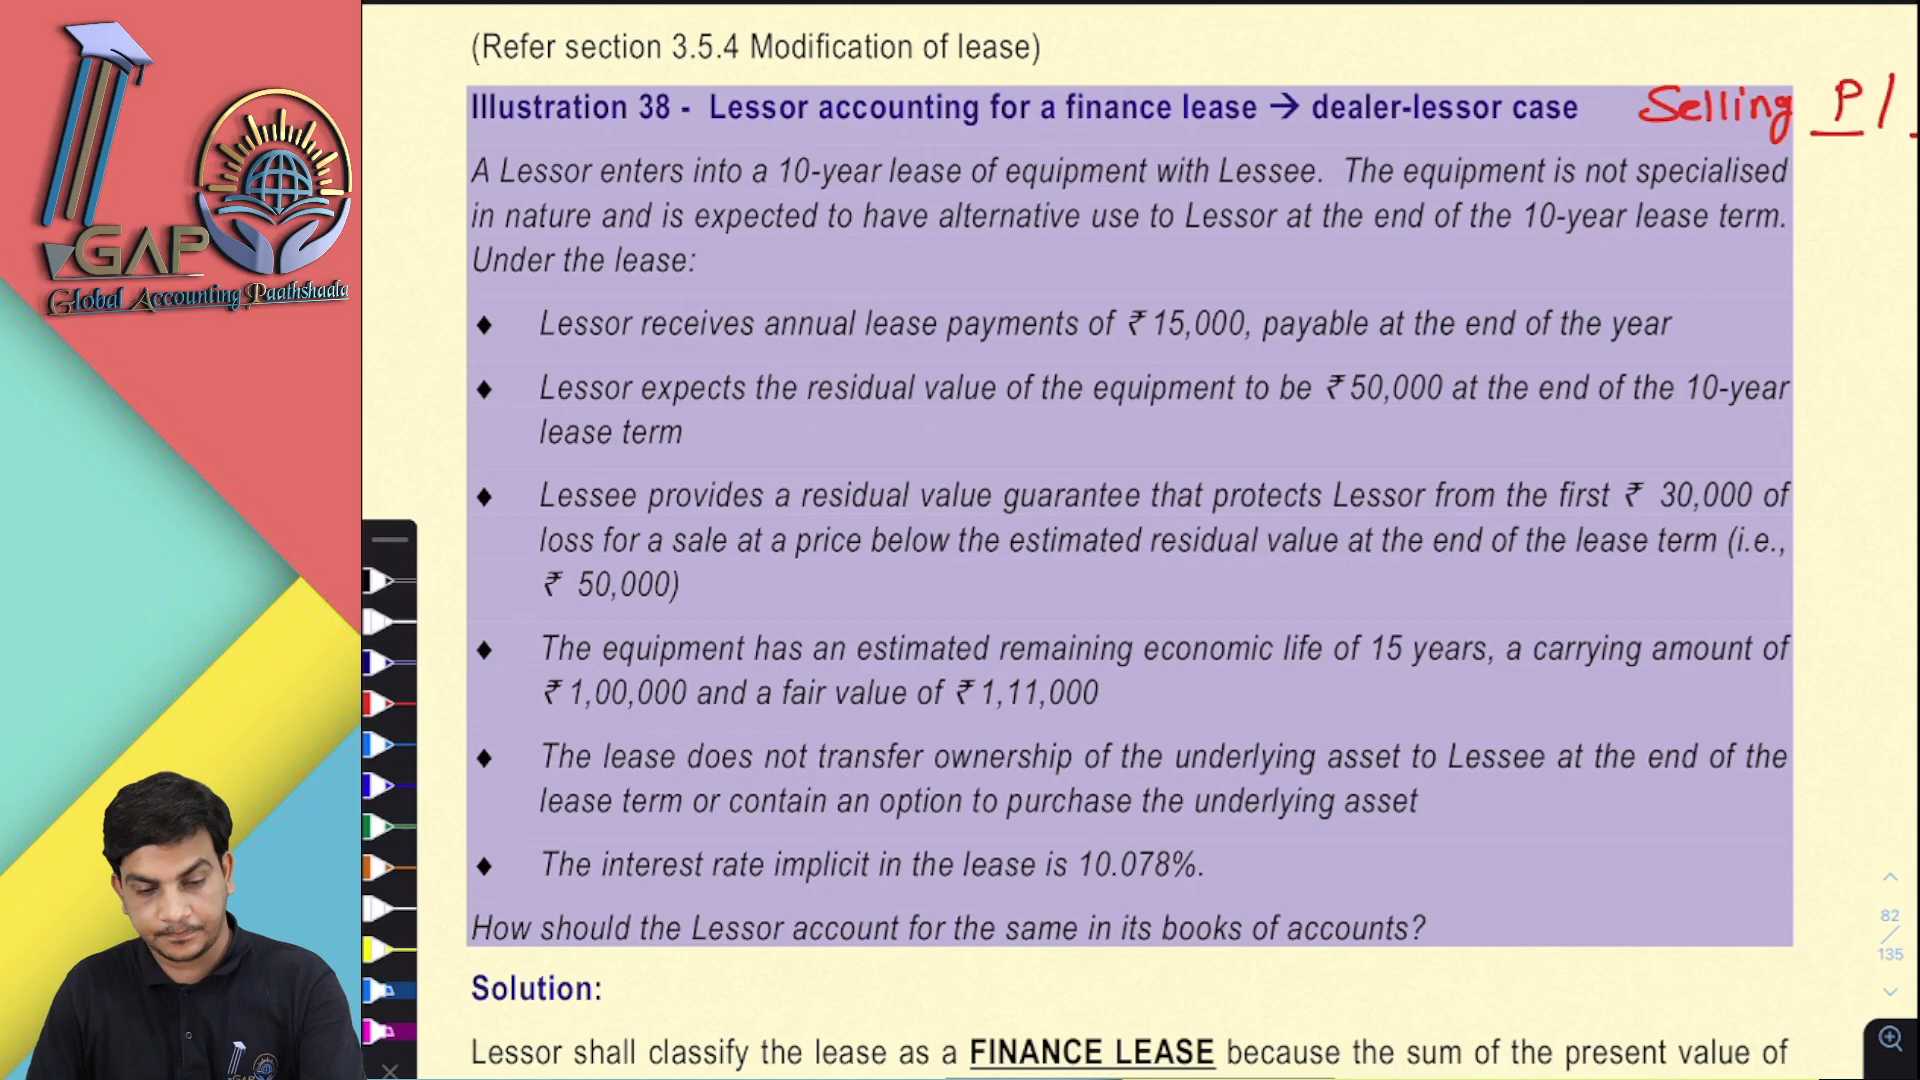 GAP
Global Accounting Paathshaala
(Refer section 3.5.4 Modification of lease)
Illustration 38 - Lessor accounting for a finance lease → dealer-lessor case
Selling P/
A Lessor enters into a 10-year lease of equipment with Lessee. The equipment is not specialised
in nature and is expected to have alternative use to Lessor at the end of the 10-year lease term.
Under the lease:
♦ Lessor receives annual lease payments of ₹ 15,000, payable at the end of the year
♦ Lessor expects the residual value of the equipment to be ₹ 50,000 at the end of the 10-year
lease term
♦ Lessee provides a residual value guarantee that protects Lessor from the first ₹ 30,000 of
loss for a sale at a price below the estimated residual value at the end of the lease term (i.e.,
₹ 50,000)
♦ The equipment has an estimated remaining economic life of 15 years, a carrying amount of
₹ 1,00,000 and a fair value of ₹ 1,11,000
♦ The lease does not transfer ownership of the underlying asset to Lessee at the end of the
lease term or contain an option to purchase the underlying asset
♦ The interest rate implicit in the lease is 10.078%.
How should the Lessor account for the same in its books of accounts?
Solution:
Lessor shall classify the lease as a FINANCE LEASE because the sum of the present value of
82
/
135
GAP